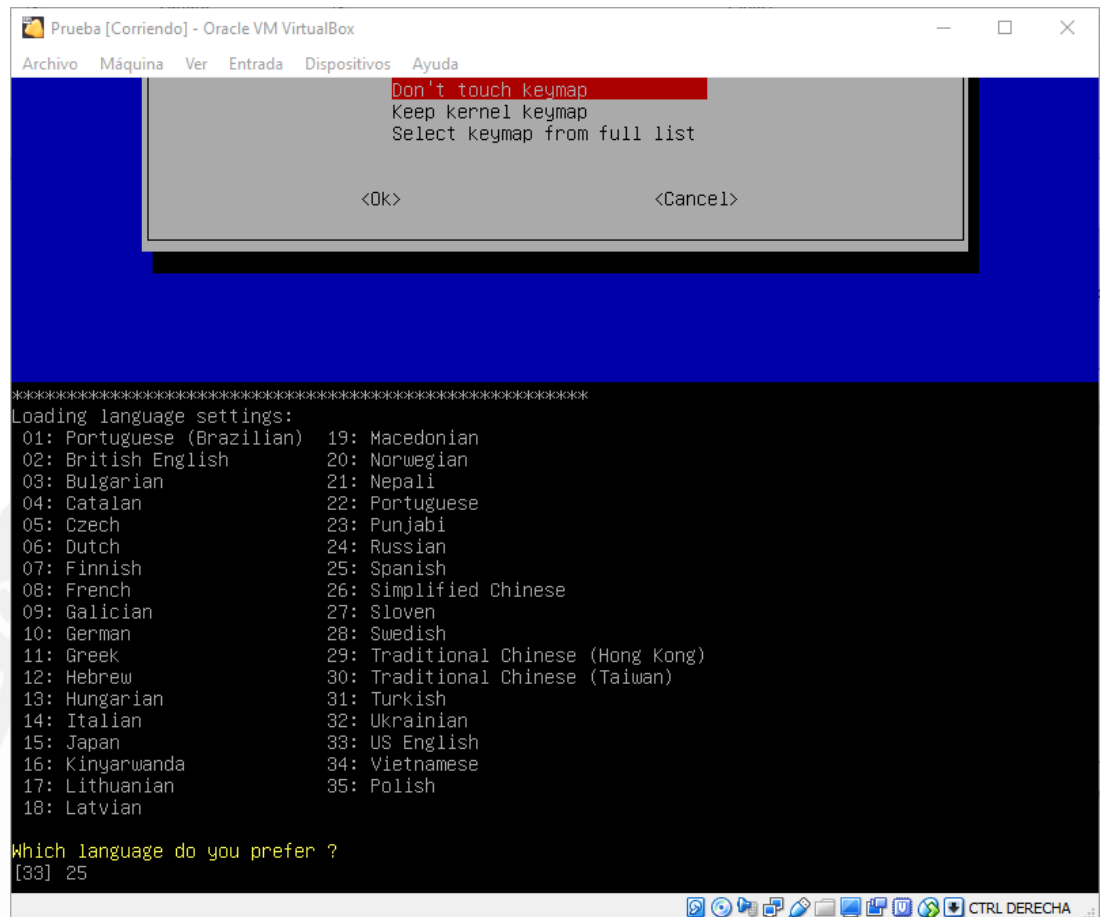 Prueba [Corriendo] - Oracle VM VirtualBox
Archivo Máquina Ver Entrada Dispositivos Ayuda
Don't touch keymap
Keep kernel keymap
Select keymap from full list
<Ok> <Cancel>
***********************************************************
Loading language settings:
01: Portuguese (Brazilian) 19: Macedonian
02: British English 20: Norwegian
03: Bulgarian 21: Nepali
04: Catalan 22: Portuguese
05: Czech 23: Punjabi
06: Dutch 24: Russian
07: Finnish 25: Spanish
08: French 26: Simplified Chinese
09: Galician 27: Sloven
10: German 28: Swedish
11: Greek 29: Traditional Chinese (Hong Kong)
12: Hebrew 30: Traditional Chinese (Taiwan)
13: Hungarian 31: Turkish
14: Italian 32: Ukrainian
15: Japan 33: US English
16: Kinyarwanda 34: Vietnamese
17: Lithuanian 35: Polish
18: Latvian
Which language do you prefer ?
[33] 25
CTRL DERECHA